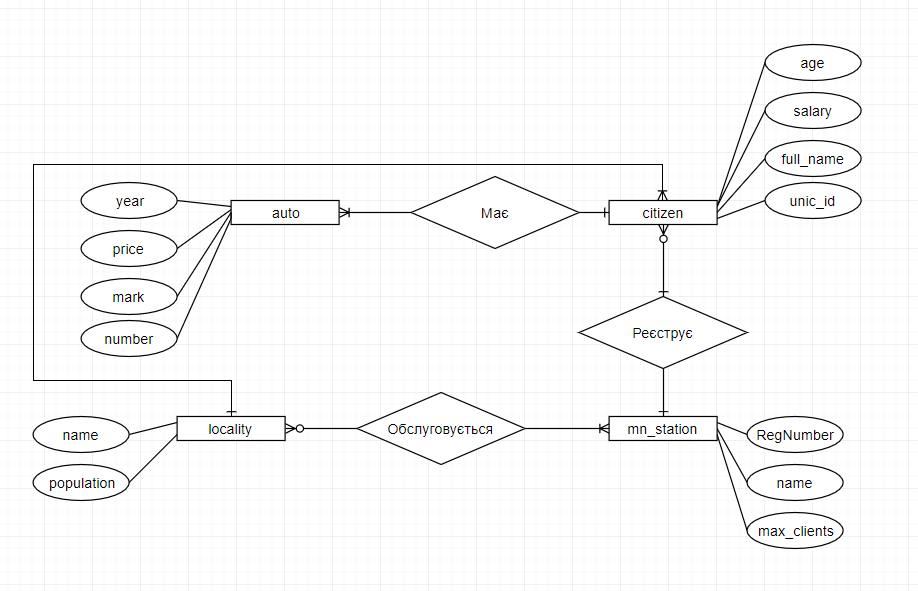 age
salary
full_name
unic_id
year
auto
Має
citizen
price
mark
number
Реєструє
name
locality
Обслуговується
mn_station
RegNumber
population
name
max_clients